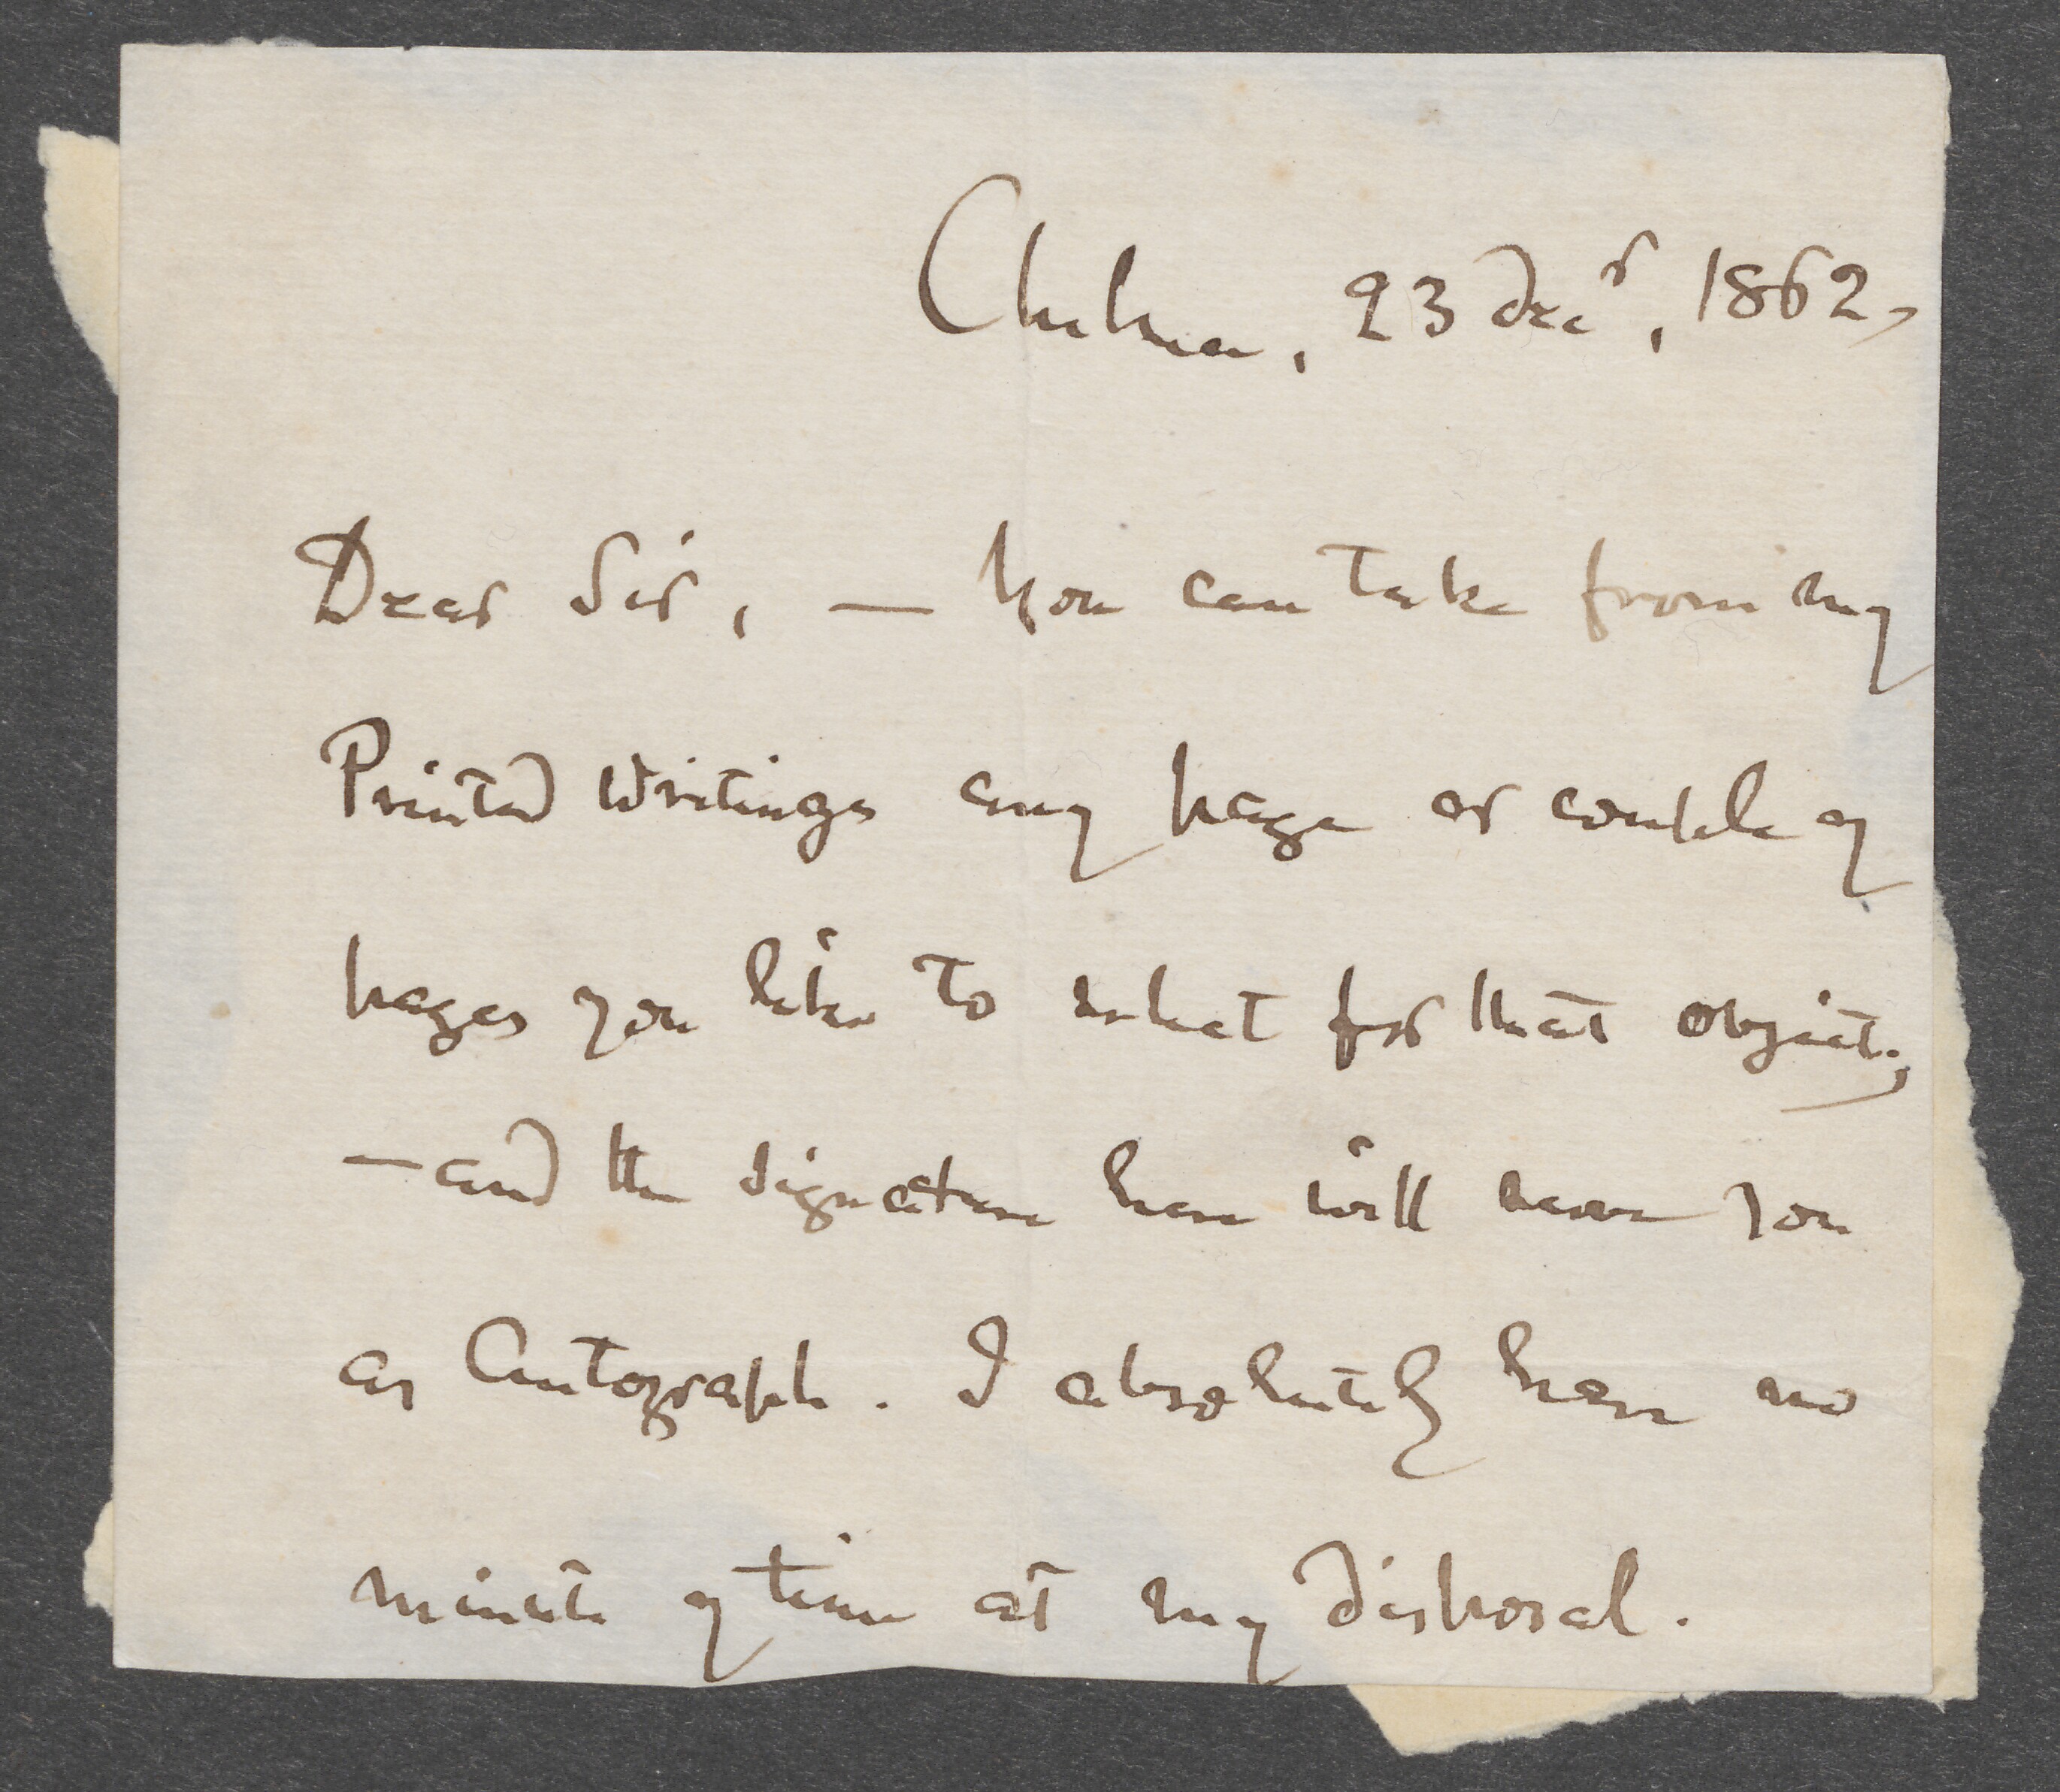 Chelsea, 23 decr, 1862,
Dear Sir, — You can take from my
Printed Writings any page or couple of
pages you like to select for that object;
—and the signature here will serve you
as Autograph. I absolutely have no
minute of time at my disposal.